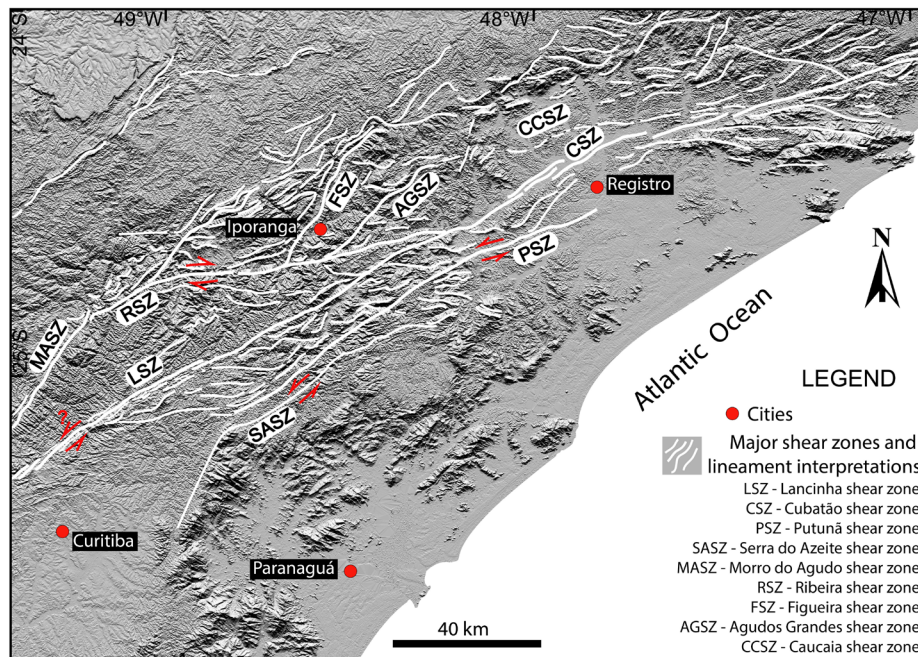 49°W
48°W
47°W
24°S
25°S
CCSZ
CSZ
FSZ
AGSZ
Registro
Iporanga
PSZ
RSZ
MASZ
LSZ
SASZ
?
N
Atlantic Ocean
Curitiba
Paranaguá
40 km
LEGEND
Cities
Major shear zones and
lineament interpretations
LSZ - Lancinha shear zone
CSZ - Cubatão shear zone
PSZ - Putunã shear zone
SASZ - Serra do Azeite shear zone
MASZ - Morro do Agudo shear zone
RSZ - Ribeira shear zone
FSZ - Figueira shear zone
AGSZ - Agudos Grandes shear zone
CCSZ - Caucaia shear zone